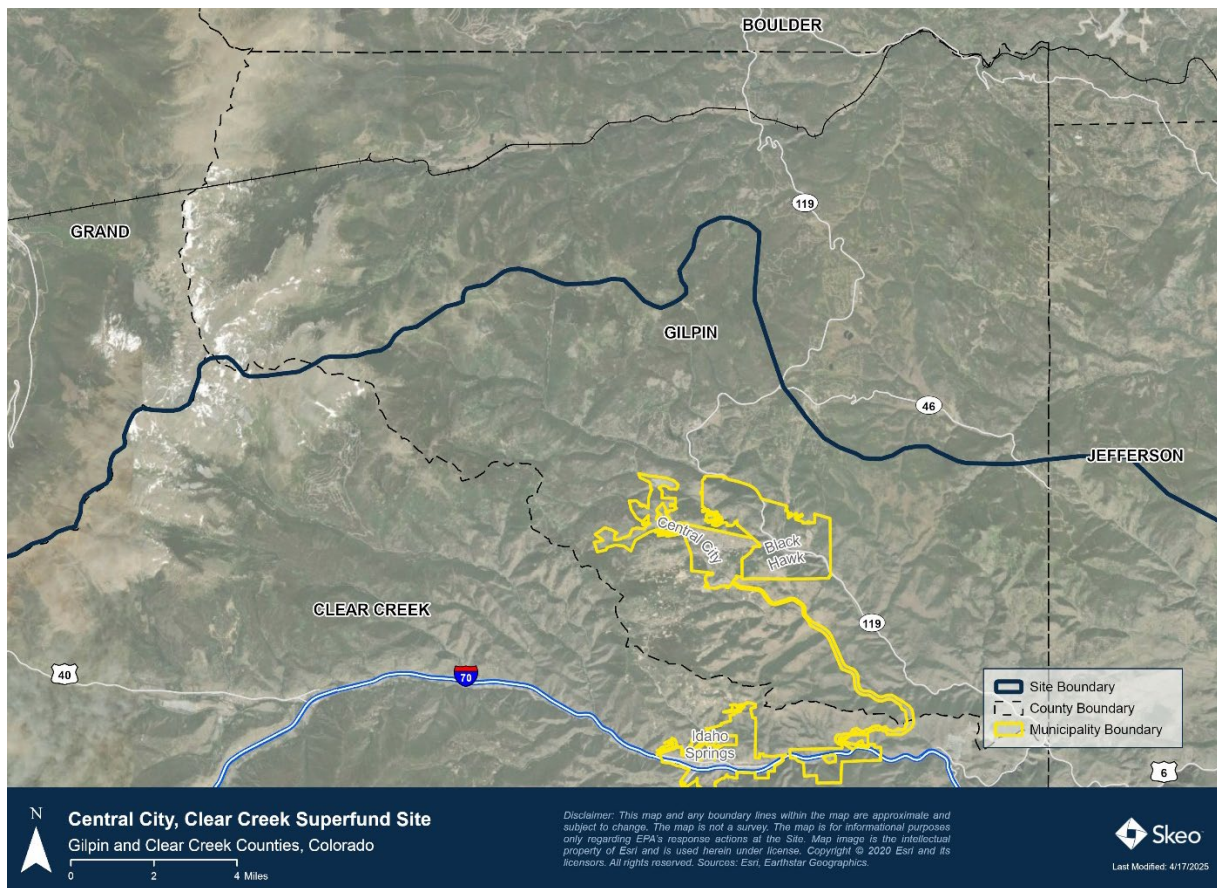 BOULDER
119
GRAND
GILPIN
46
JEFFERSON
Central City
Black
Hawk
CLEAR CREEK
119
40
70
Site Boundary
County Boundary
Municipality Boundary
Idaho
Springs
6
N
Central City, Clear Creek Superfund Site
Gilpin and Clear Creek Counties, Colorado
0 2 4 Miles
Disclaimer: This map and any boundary lines within the map are approximate and
subject to change. The map is not a survey. The map is for informational purposes
only regarding EPA's response actions at the Site. Map image is the intellectual
property of Esri and is used herein under license. Copyright © 2020 Esri and its
licensors. All rights reserved. Sources: Esri, Earthstar Geographics.
Skeo
Last Modified: 4/17/2025